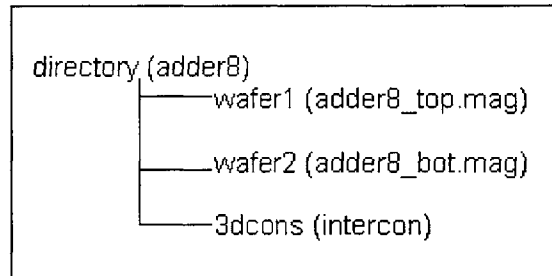 directory (adder8)
wafer1 (adder8_top.mag)
wafer2 (adder8_bot.mag)
3dcons (intercon)